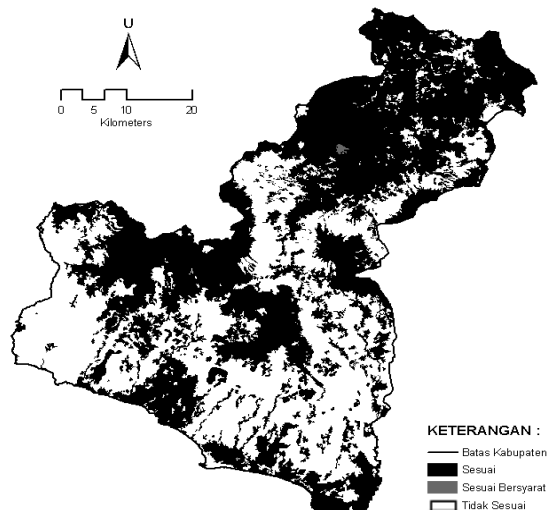 U
0 5 10 20
Kilometers
KETERANGAN :
Batas Kabupaten
Sesuai
Sesuai Bersyarat
Tidak Sesuai